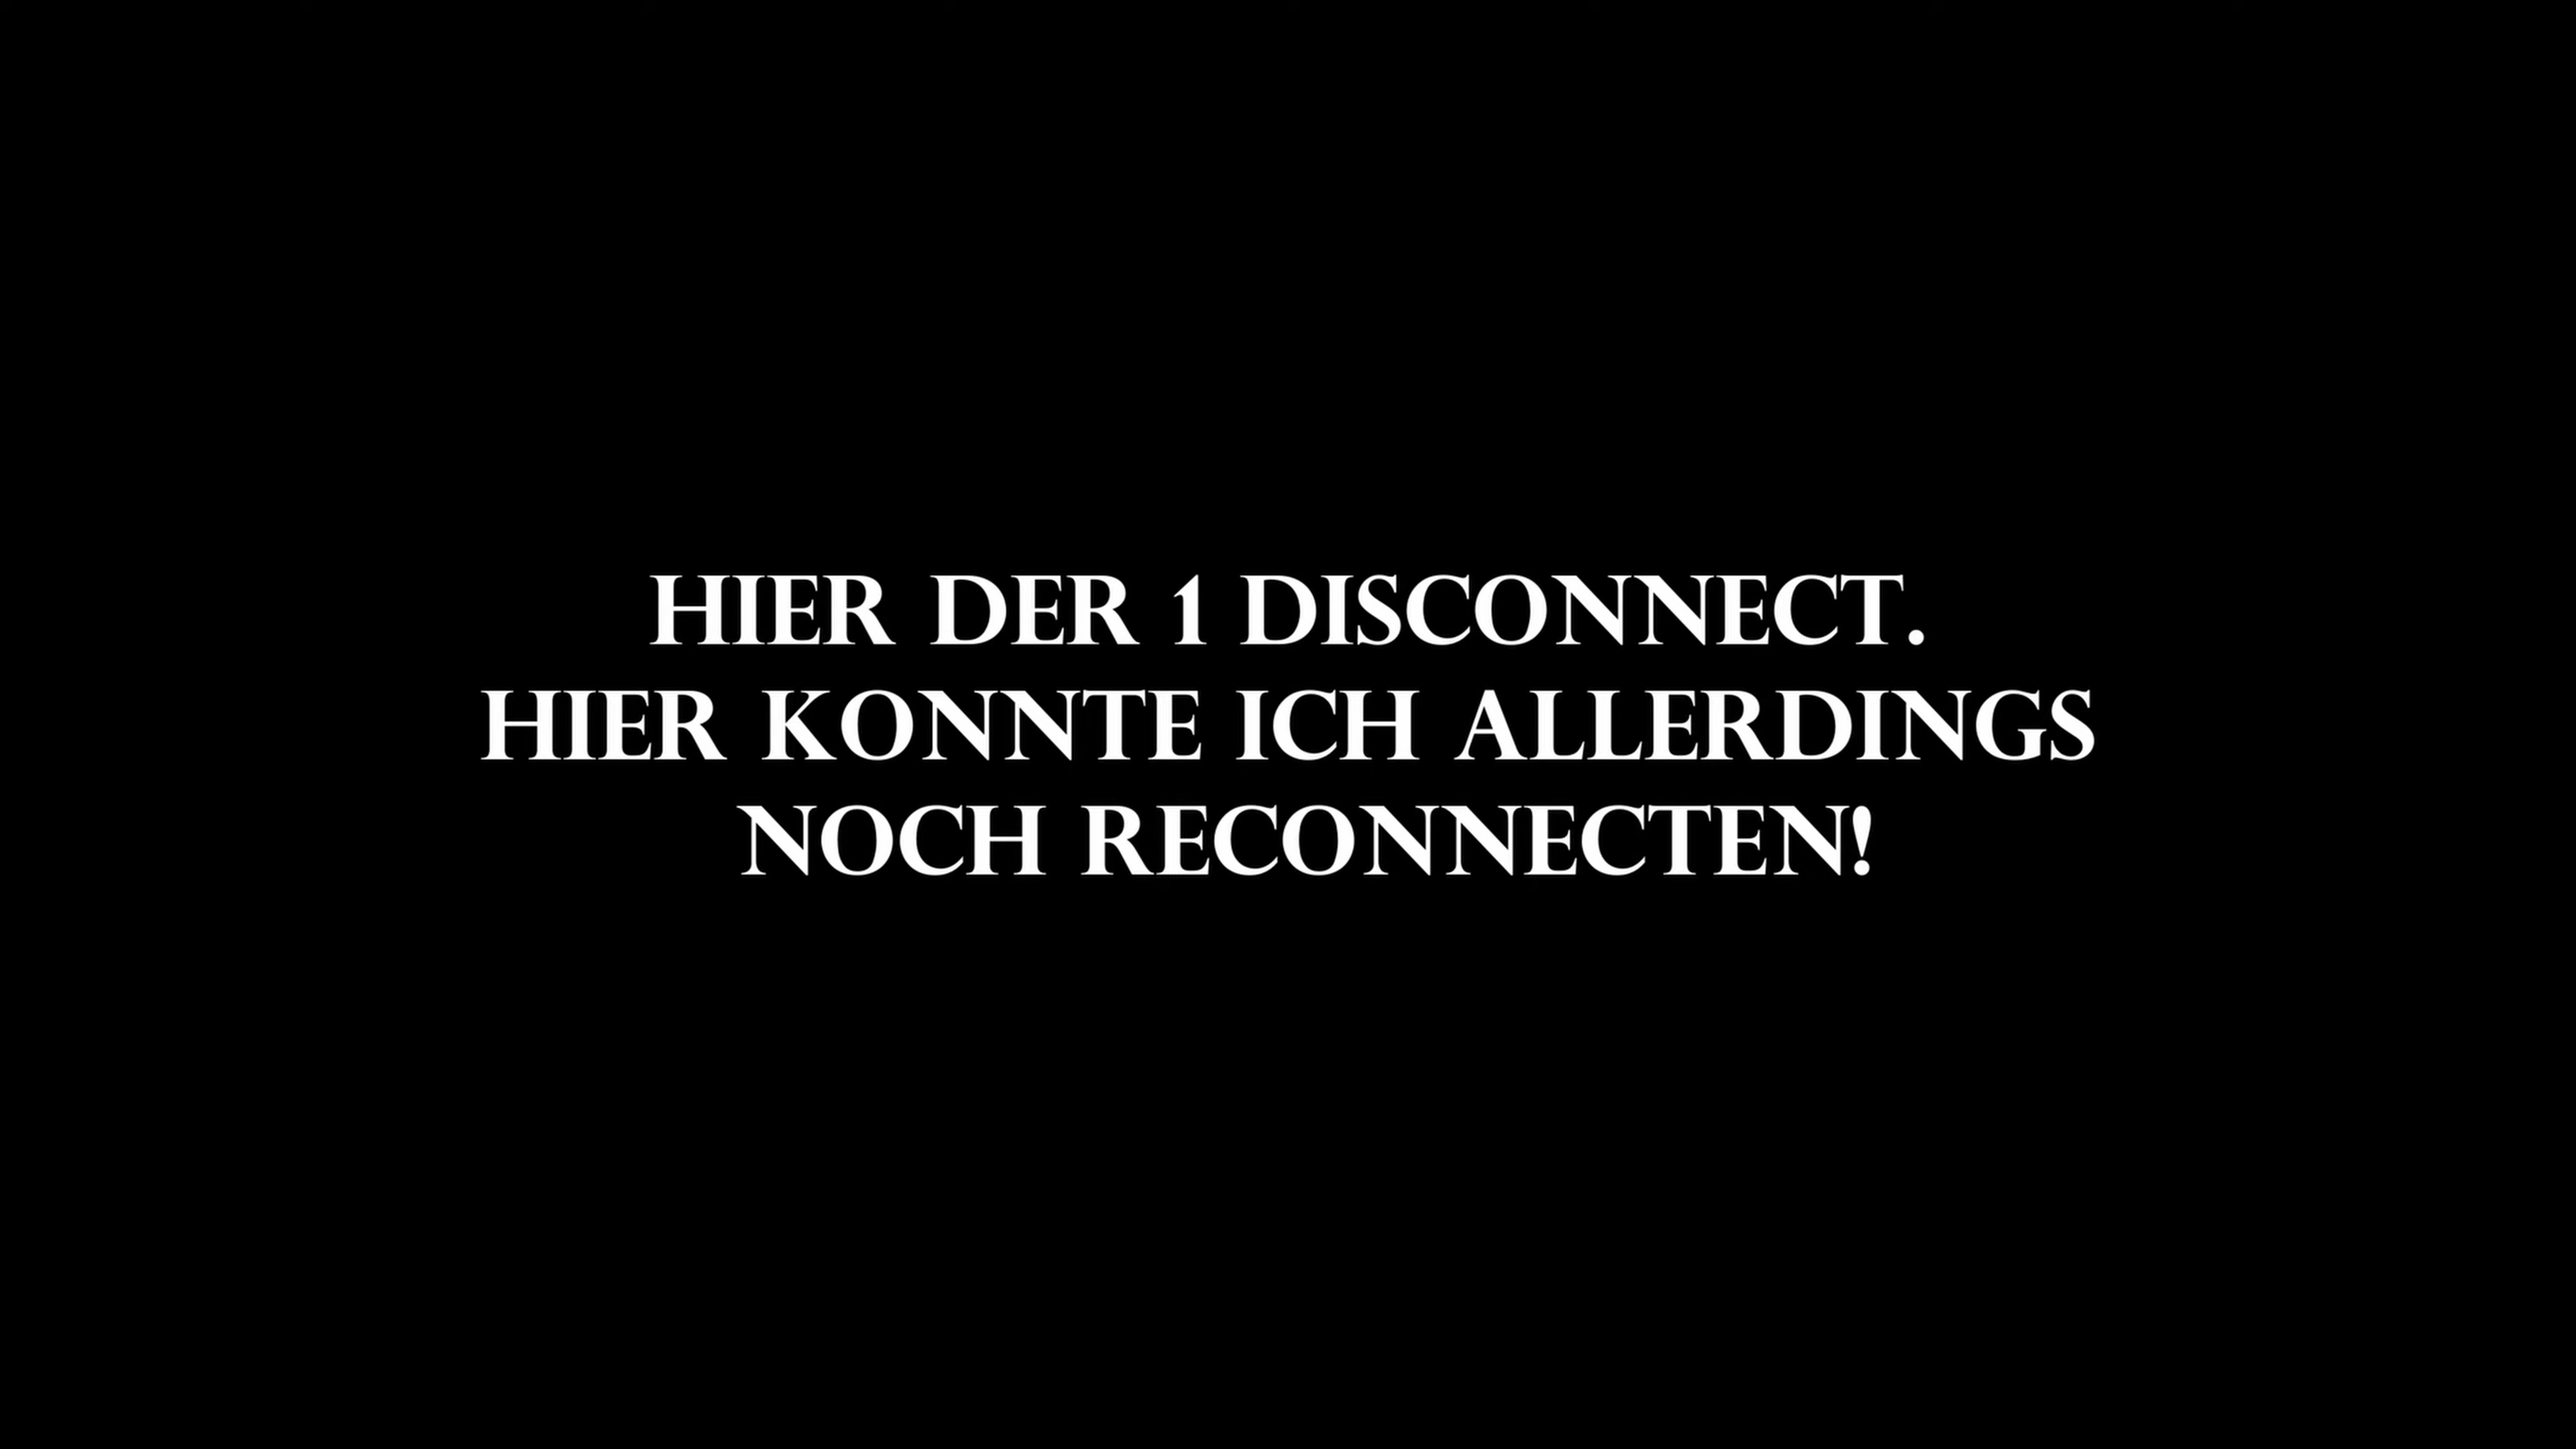 HIER DER 1 DISCONNECT.
HIER KONNTE ICH ALLERDINGS
NOCH RECONNECTEN!